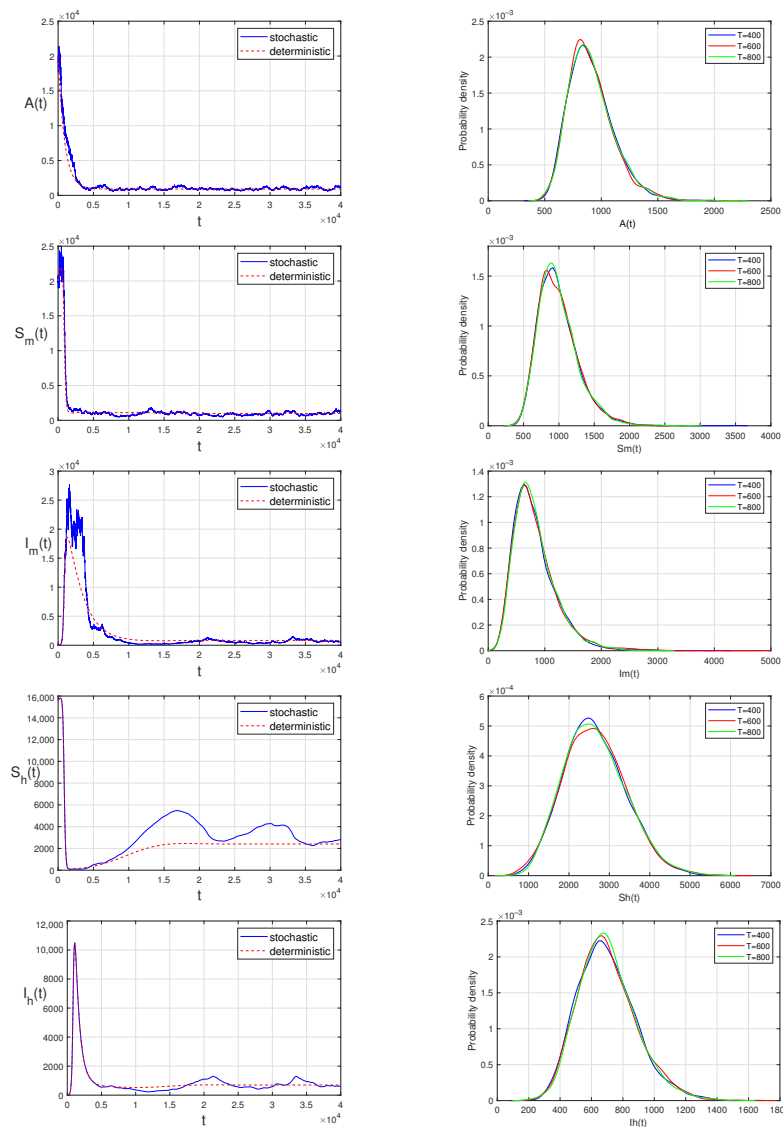 ×10⁴
2.5
2
1.5
1
0.5
0
A(t)
stochastic
deterministic
0 0.5 1 1.5 2 2.5 3 3.5 4
t
×10⁴
×10⁻³
2.5
2
1.5
1
0.5
0
Probability density
T=400
T=600
T=800
0 500 1000 1500 2000 2500
A(t)
×10⁴
2.5
2
1.5
1
0.5
0
S_m(t)
stochastic
deterministic
0 0.5 1 1.5 2 2.5 3 3.5 4
t
×10⁴
×10⁻³
1.5
1
0.5
0
Probability density
T=400
T=600
T=800
0 500 1000 1500 2000 2500 3000 3500 4000
Sm(t)
×10⁴
3
2.5
2
1.5
1
0.5
0
I_m(t)
stochastic
deterministic
0 0.5 1 1.5 2 2.5 3 3.5 4
t
×10⁴
×10⁻³
1.4
1.2
1
0.8
0.6
0.4
0.2
0
Probability density
T=400
T=600
T=800
0 1000 2000 3000 4000 5000
Im(t)
16,000
14,000
12,000
10,000
8000
6000
4000
2000
0
S_h(t)
stochastic
deterministic
0 0.5 1 1.5 2 2.5 3 3.5 4
t
×10⁴
×10⁻⁴
6
5
4
3
2
1
0
Probability density
T=400
T=600
T=800
0 1000 2000 3000 4000 5000 6000 7000
Sh(t)
12,000
10,000
8000
6000
4000
2000
0
I_h(t)
stochastic
deterministic
0 0.5 1 1.5 2 2.5 3 3.5 4
t
×10⁴
×10⁻³
2.5
2
1.5
1
0.5
0
Probability density
T=400
T=600
T=800
0 200 400 600 800 1000 1200 1400 1600 1800
Ih(t)